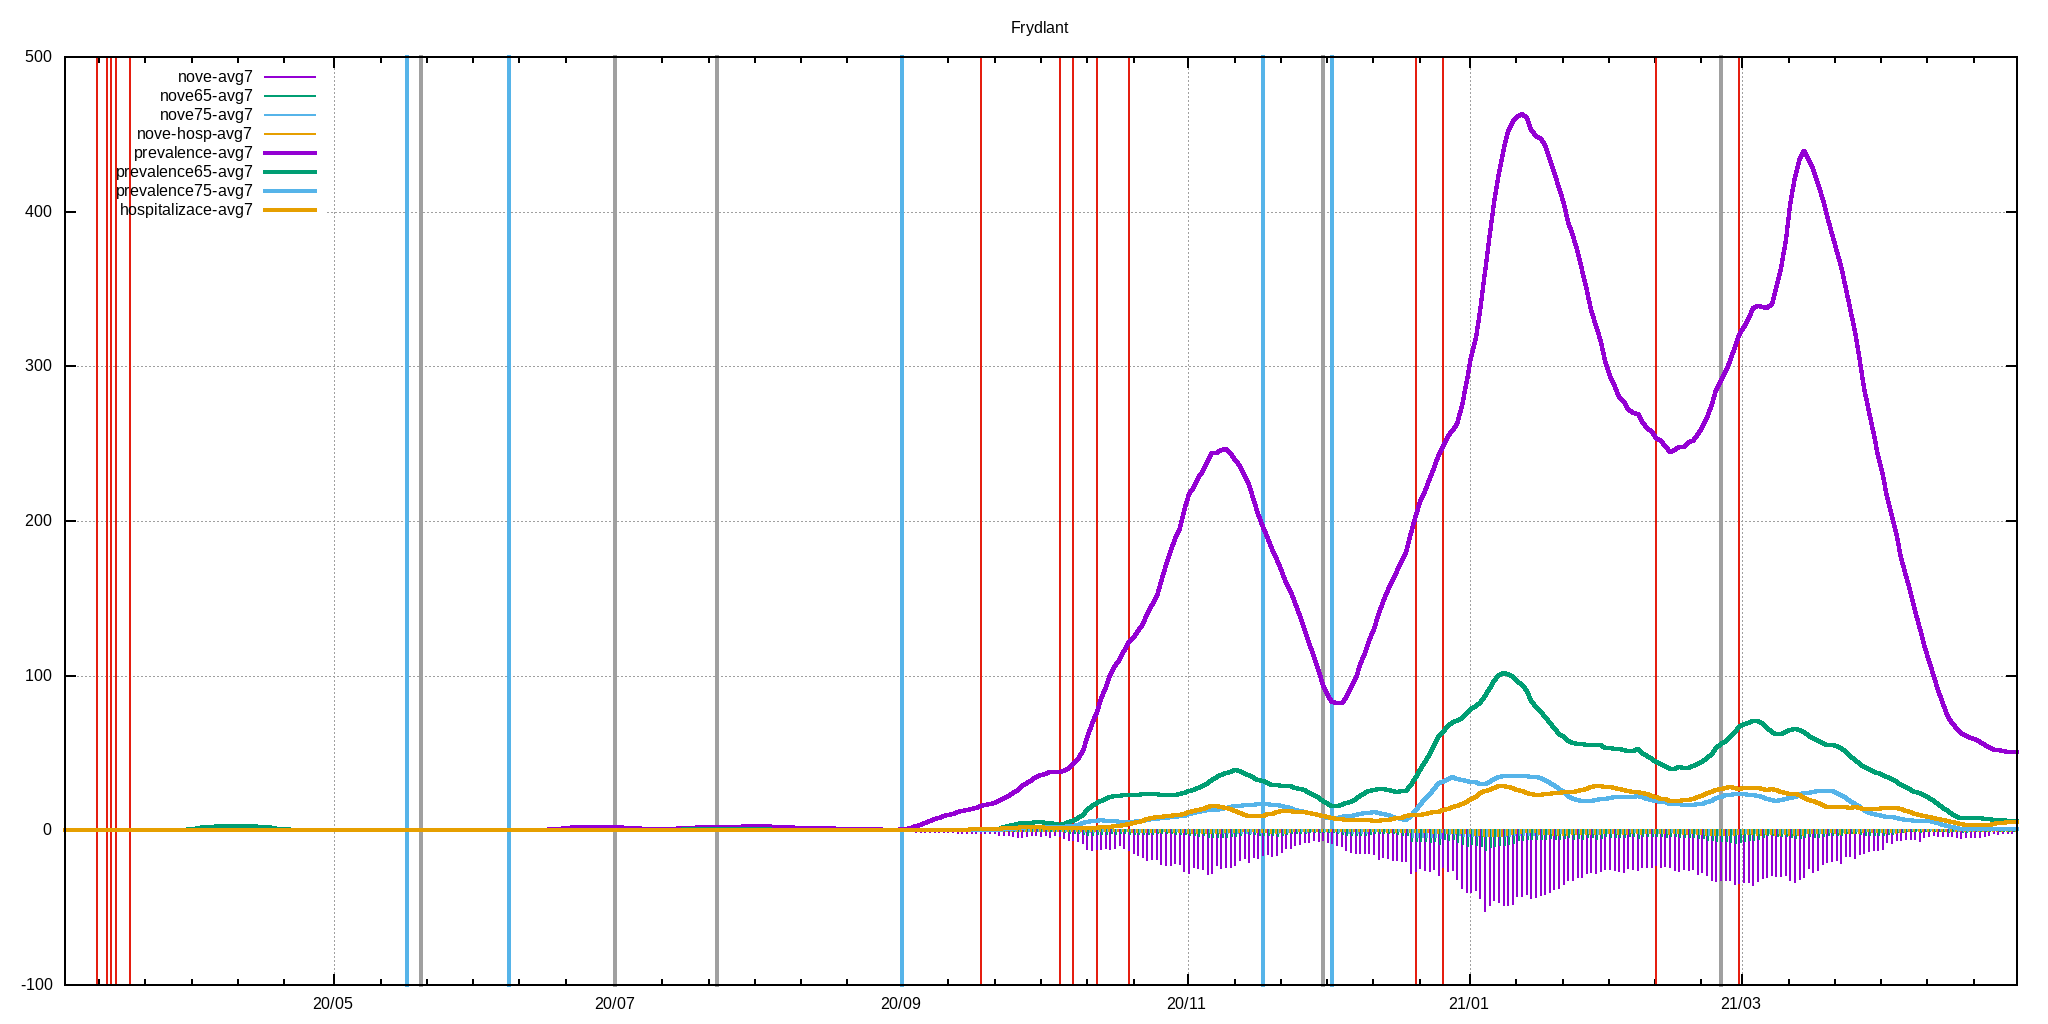 Frydlant
500
400
300
200
100
0
-100
nove-avg7
nove65-avg7
nove75-avg7
nove-hosp-avg7
prevalence-avg7
prevalence65-avg7
prevalence75-avg7
hospitalizace-avg7
20/05
20/07
20/09
20/11
21/01
21/03